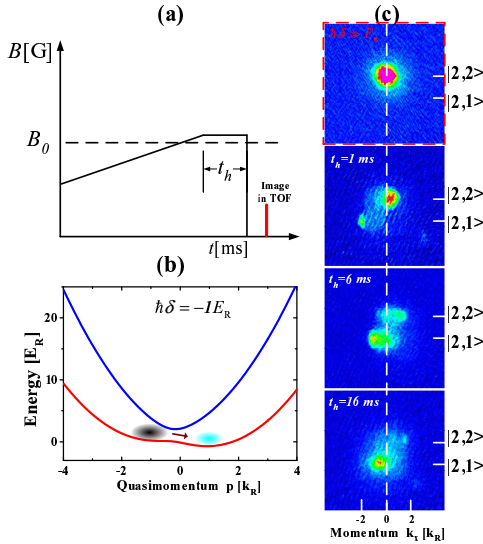 (a)
B[G]
B0
th
Image
in TOF
t[ms]
(b)
ħδ = −1ER
Energy [ER]
20
10
0
-4 -2 0 2 4
Quasimomentum p [kR]
(c)
|2,2>
|2,1>
th=1 ms
|2,2>
|2,1>
th=6 ms
|2,2>
|2,1>
th=16 ms
|2,2>
|2,1>
-2 0 2
Momentum kx [kR]